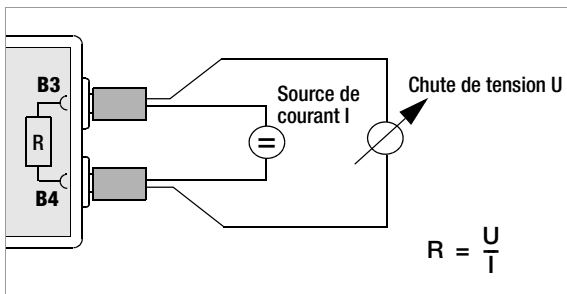 B3
R
B4
Source de
courant I
=
Chute de tension U
R = U/I